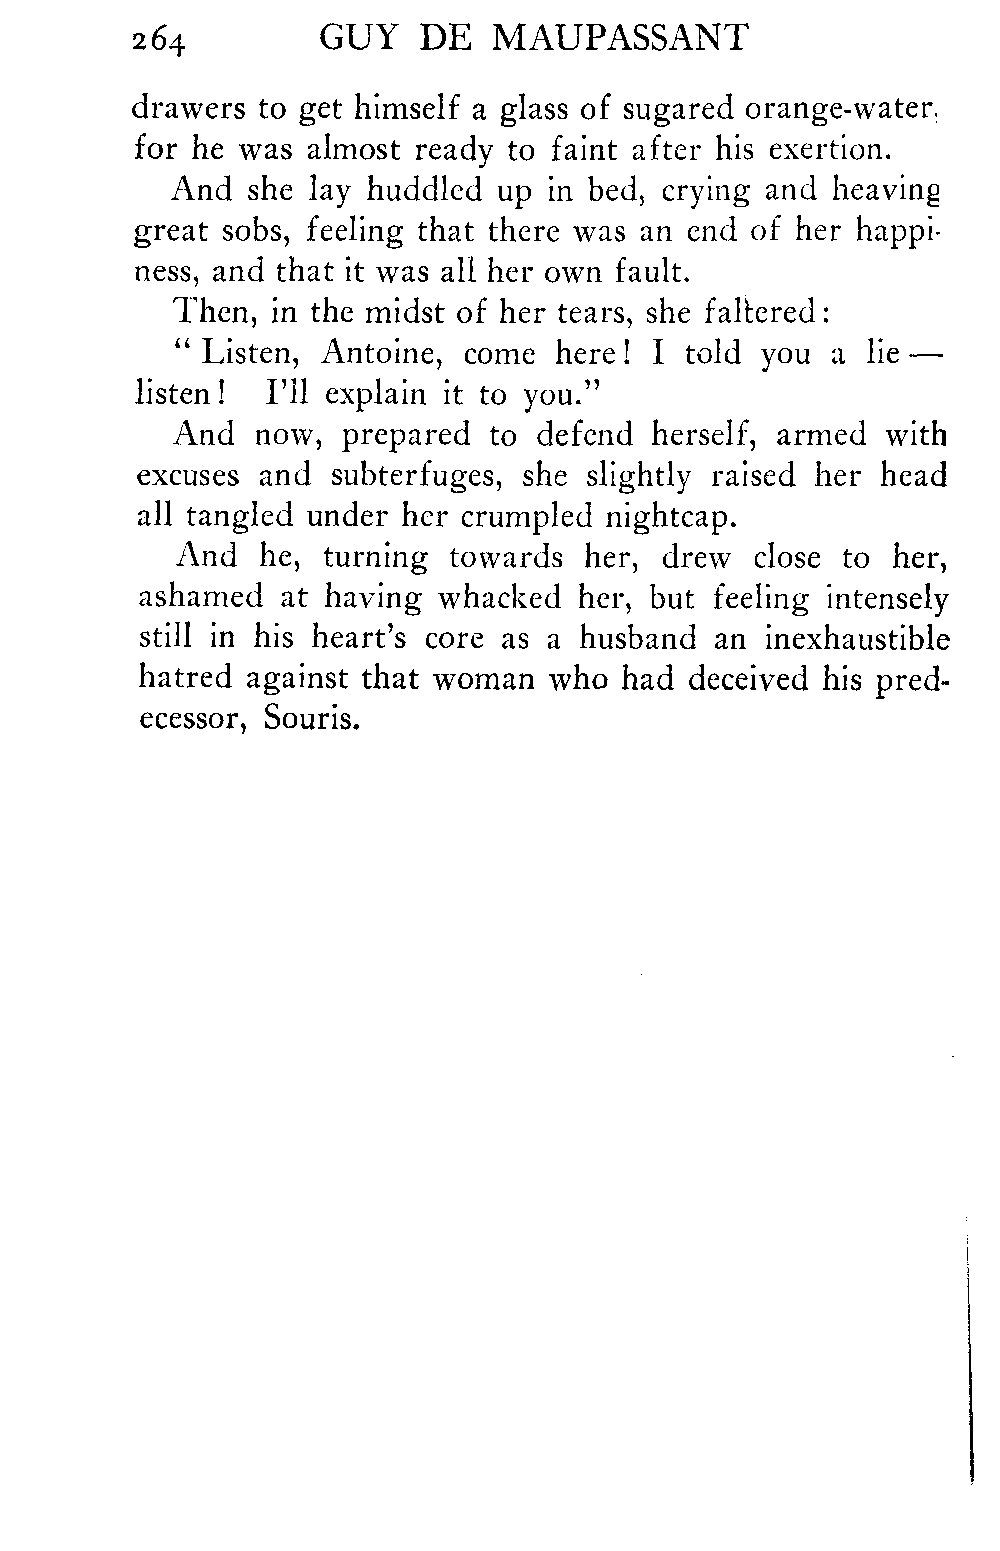 264 GUY DE MAUPASSANT
drawers to get himself a glass of sugared orange-water,
for he was almost ready to faint after his exertion.
And she lay huddled up in bed, crying and heaving
great sobs, feeling that there was an end of her happi-
ness, and that it was all her own fault.
Then, in the midst of her tears, she faltered:
“ Listen, Antoine, come here! I told you a lie —
listen! I'll explain it to you.”
And now, prepared to defend herself, armed with
excuses and subterfuges, she slightly raised her head
all tangled under her crumpled nightcap.
And he, turning towards her, drew close to her,
ashamed at having whacked her, but feeling intensely
still in his heart's core as a husband an inexhaustible
hatred against that woman who had deceived his pred-
ecessor, Souris.